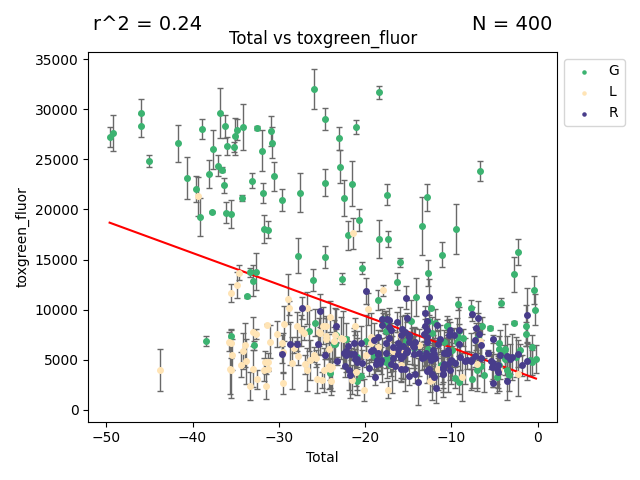 r^2 = 0.24 N = 400
Total vs toxgreen_fluor
35000
30000
25000
20000
15000
10000
5000
0
toxgreen_fluor
−50 −40 −30 −20 −10 0
Total
G
L
R